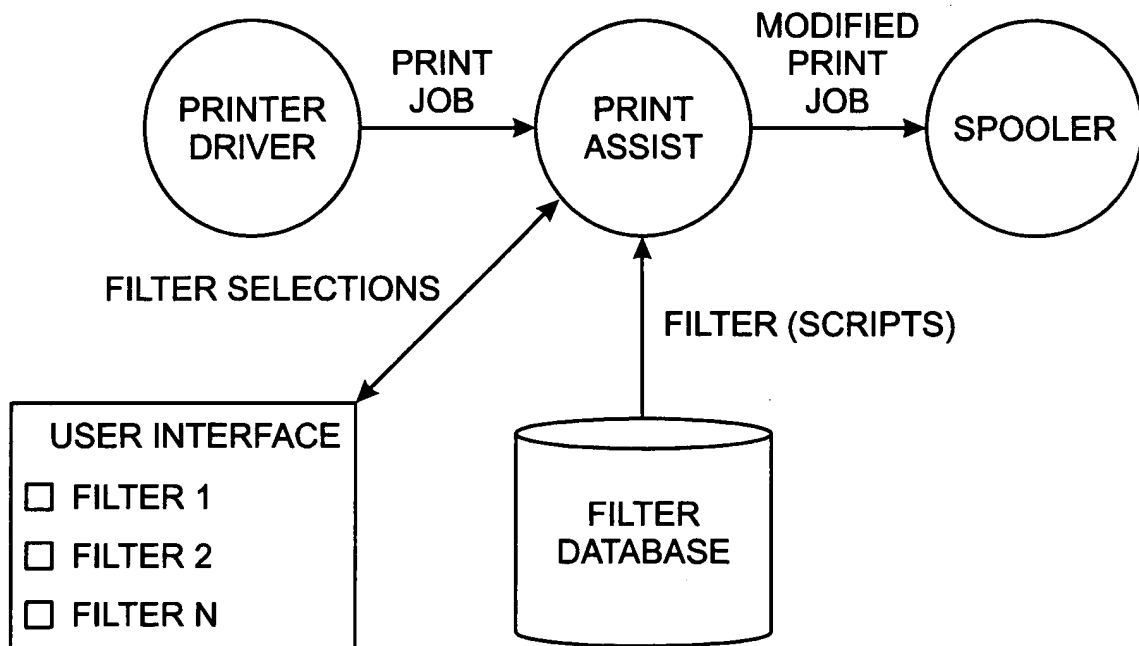 PRINTER
DRIVER
PRINT
JOB
PRINT
ASSIST
MODIFIED
PRINT
JOB
SPOOLER
FILTER SELECTIONS
FILTER (SCRIPTS)
USER INTERFACE
FILTER 1
FILTER 2
FILTER N
FILTER
DATABASE